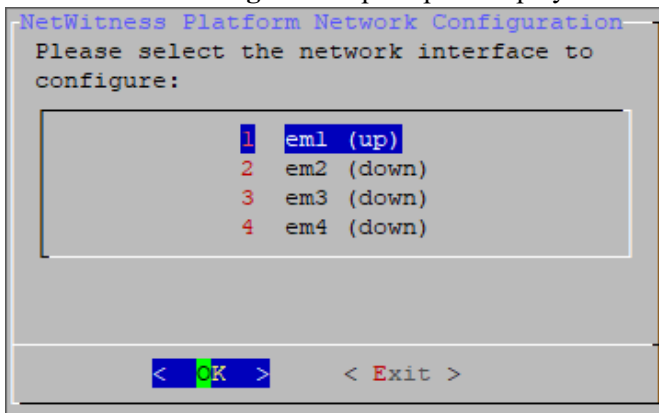 NetWitness Platform Network Configuration
Please select the network interface to
configure:
1 em1 (up)
2 em2 (down)
3 em3 (down)
4 em4 (down)
< OK > < Exit >